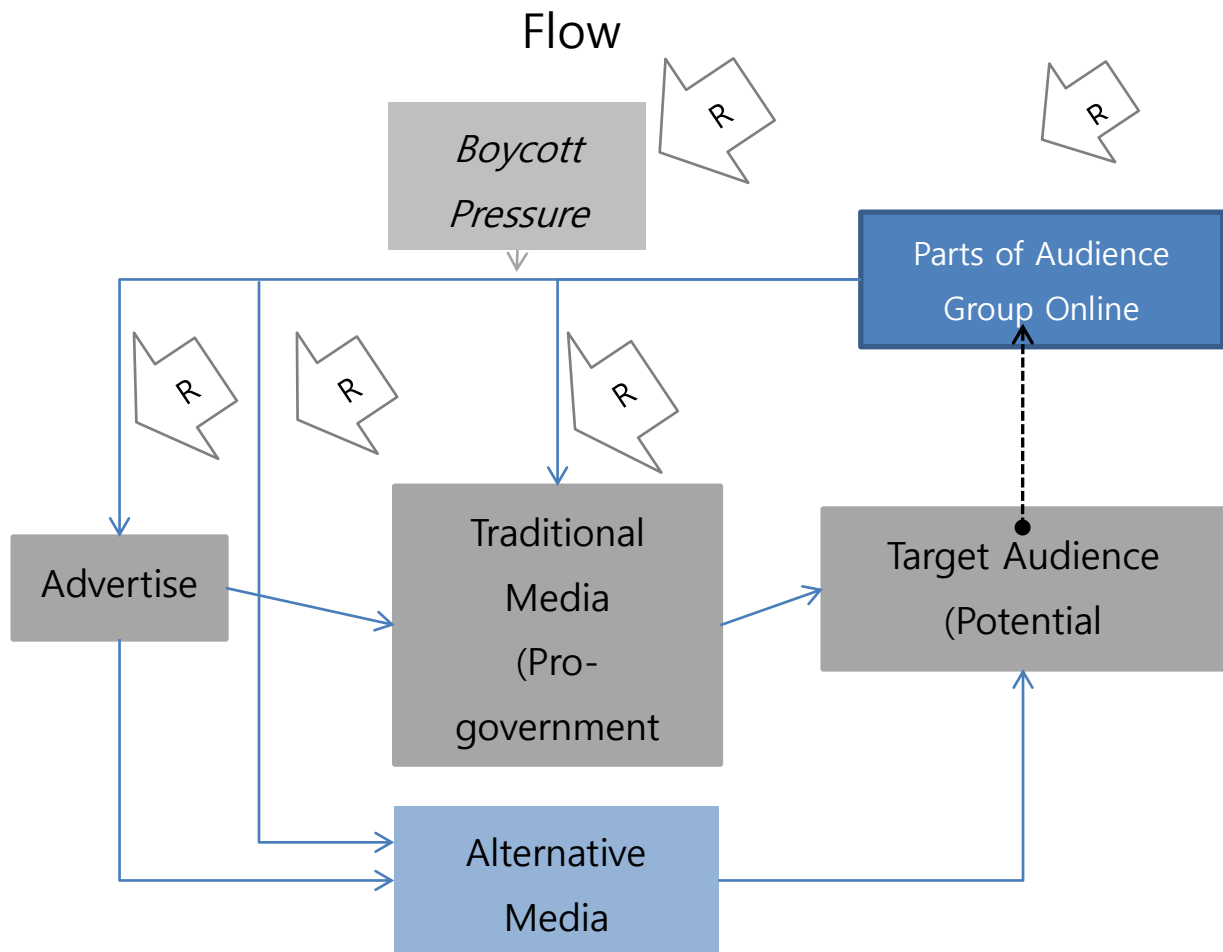 Flow
R
R
Boycott
Pressure
Parts of Audience
Group Online
R
R
R
Advertise
Traditional
Media
(Pro-
government
Target Audience
(Potential
Alternative
Media